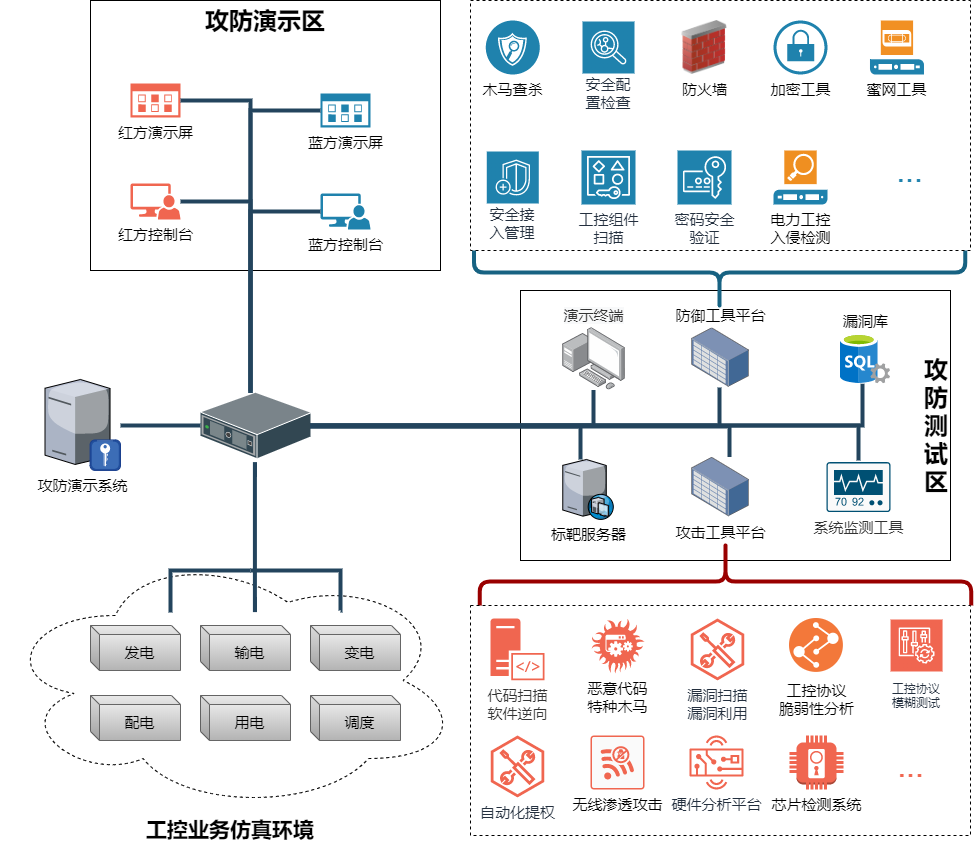 攻防演示区
红方演示屏
蓝方演示屏
红方控制台
蓝方控制台
木马查杀
安全配
置检查
防火墙
加密工具
蜜网工具
安全接
入管理
工控组件
扫描
密码安全
验证
电力工控
入侵检测
...
演示终端
防御工具平台
漏洞库
SQL
攻防测试区
攻防演示系统
标靶服务器
攻击工具平台
70 92
系统监测工具
发电
输电
变电
配电
用电
调度
工控业务仿真环境
</>
代码扫描
软件逆向
恶意代码
特种木马
漏洞扫描
漏洞利用
工控协议
脆弱性分析
工控协议
模糊测试
自动化提权
无线渗透攻击
硬件分析平台
芯片检测系统
...